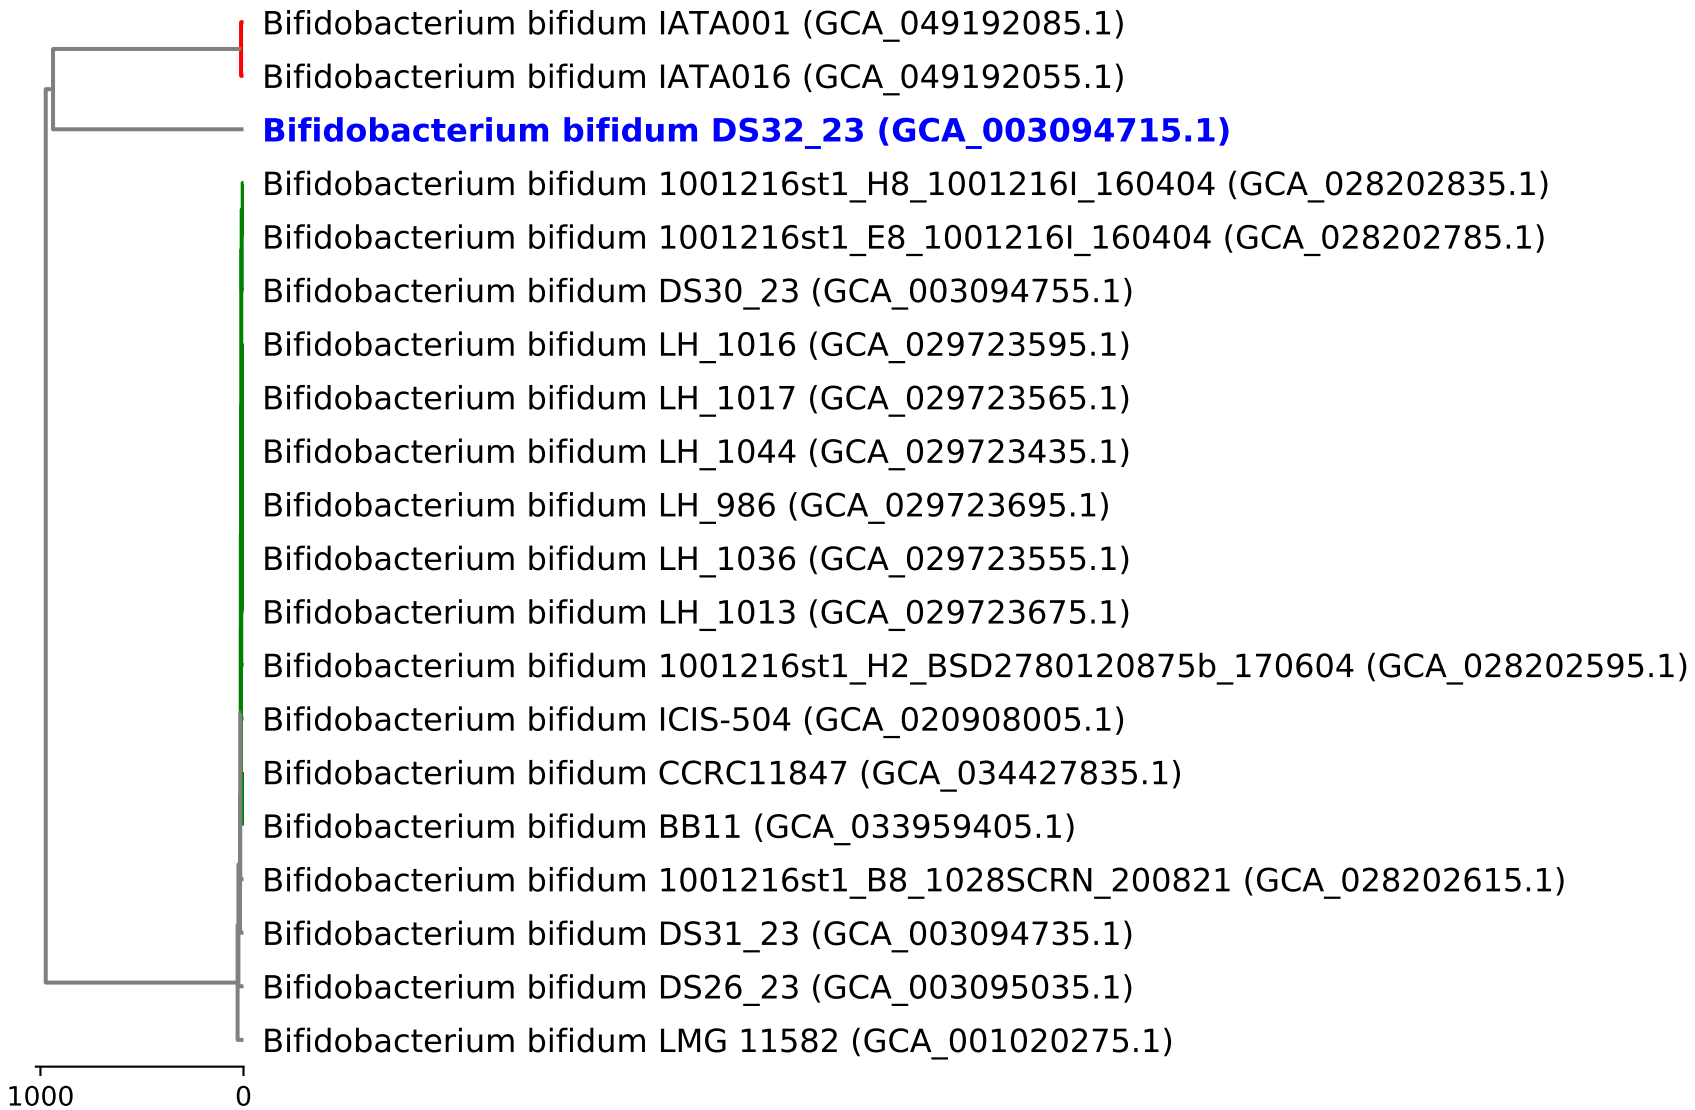 Bifidobacterium bifidum IATA001 (GCA_049192085.1)
Bifidobacterium bifidum IATA016 (GCA_049192055.1)
Bifidobacterium bifidum DS32_23 (GCA_003094715.1)
Bifidobacterium bifidum 1001216st1_H8_1001216I_160404 (GCA_028202835.1)
Bifidobacterium bifidum 1001216st1_E8_1001216I_160404 (GCA_028202785.1)
Bifidobacterium bifidum DS30_23 (GCA_003094755.1)
Bifidobacterium bifidum LH_1016 (GCA_029723595.1)
Bifidobacterium bifidum LH_1017 (GCA_029723565.1)
Bifidobacterium bifidum LH_1044 (GCA_029723435.1)
Bifidobacterium bifidum LH_986 (GCA_029723695.1)
Bifidobacterium bifidum LH_1036 (GCA_029723555.1)
Bifidobacterium bifidum LH_1013 (GCA_029723675.1)
Bifidobacterium bifidum 1001216st1_H2_BSD2780120875b_170604 (GCA_028202595.1)
Bifidobacterium bifidum ICIS-504 (GCA_020908005.1)
Bifidobacterium bifidum CCRC11847 (GCA_034427835.1)
Bifidobacterium bifidum BB11 (GCA_033959405.1)
Bifidobacterium bifidum 1001216st1_B8_1028SCRN_200821 (GCA_028202615.1)
Bifidobacterium bifidum DS31_23 (GCA_003094735.1)
Bifidobacterium bifidum DS26_23 (GCA_003095035.1)
Bifidobacterium bifidum LMG 11582 (GCA_001020275.1)
1000 0